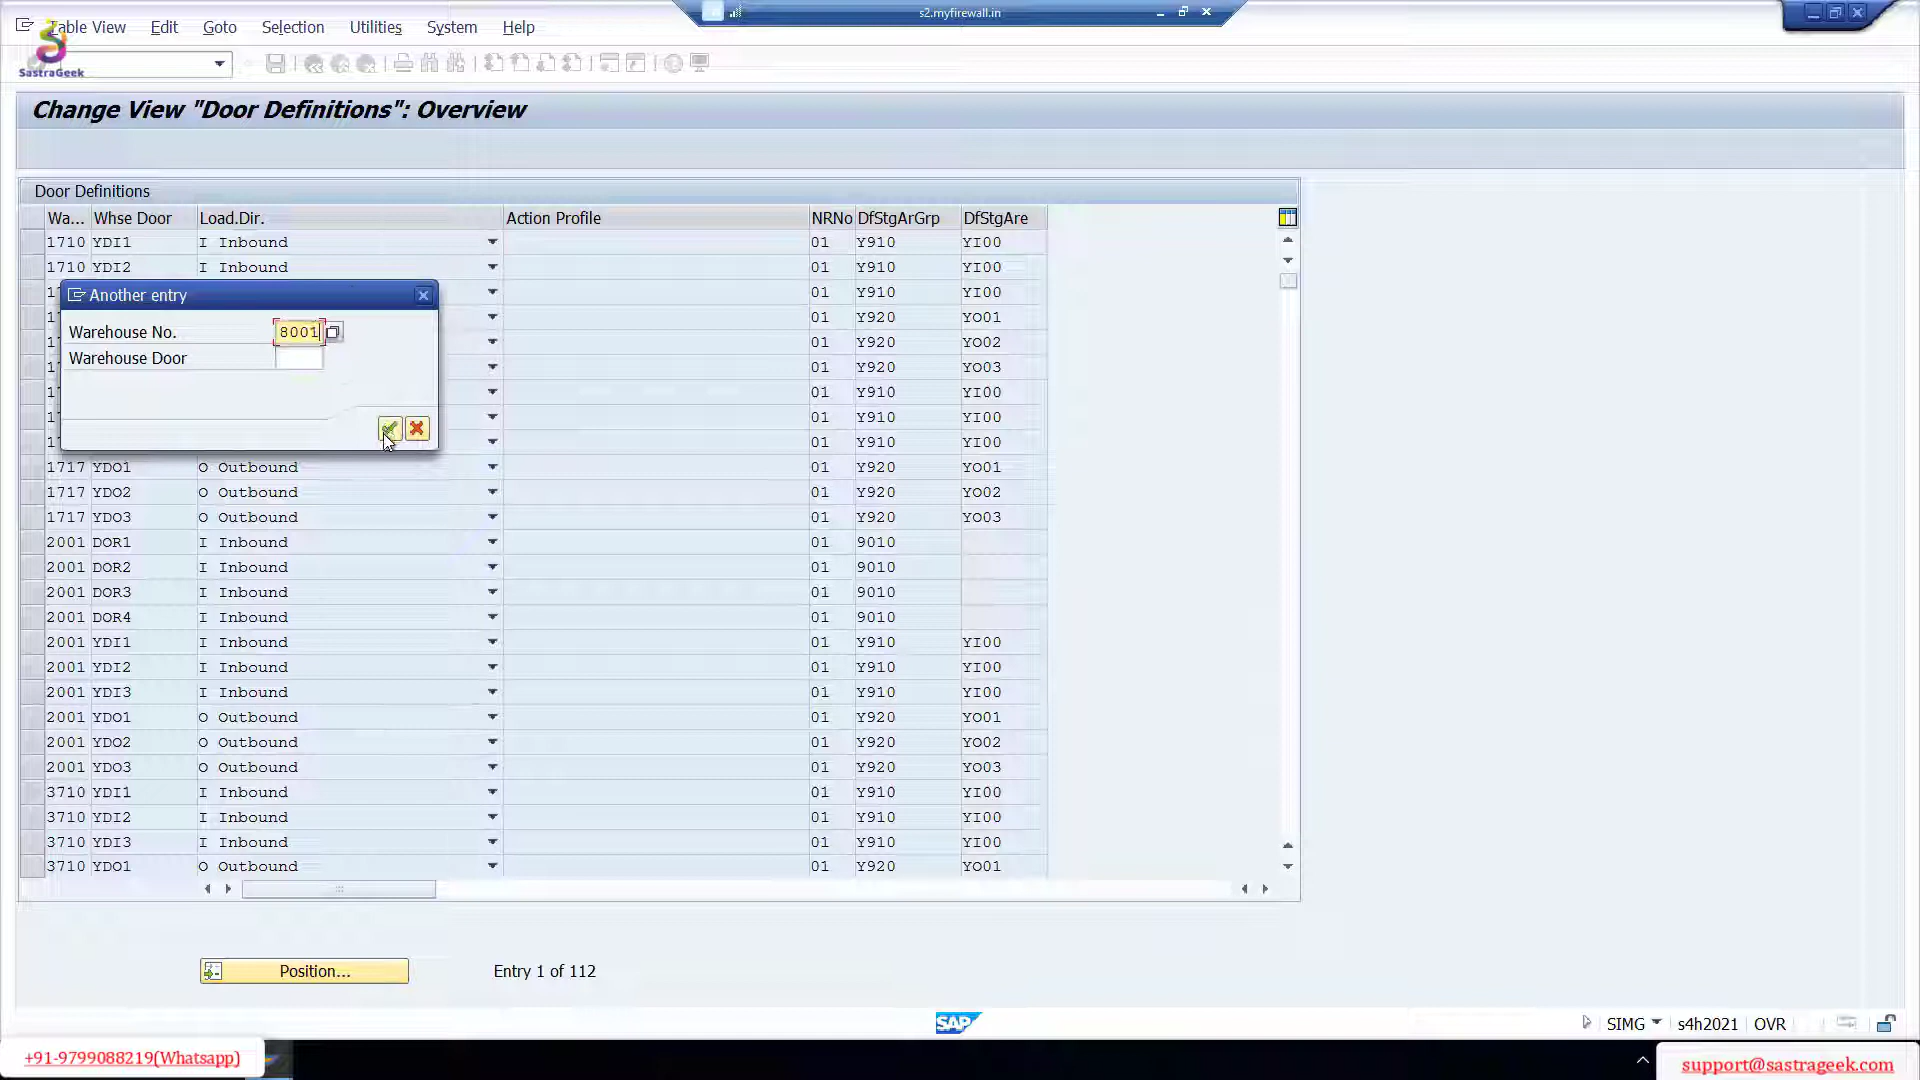 s2.myfirewall.in
Table View Edit Goto Selection Utilities System Help
SastraGeek
Change View "Door Definitions": Overview
Door Definitions
Wa... Whse Door Load.Dir. Action Profile NRNo DfStgArGrp DfStgAre
1710 YDI1 I Inbound 01 Y910 YI00
1710 YDI2 I Inbound 01 Y910 YI00
1 01 Y910 YI00
1 01 Y920 YO01
1 01 Y920 YO02
1 01 Y920 YO03
1 01 Y910 YI00
1 01 Y910 YI00
1 01 Y910 YI00
Another entry
Warehouse No. 8001
Warehouse Door
1717 YDO1 O Outbound 01 Y920 YO01
1717 YDO2 O Outbound 01 Y920 YO02
1717 YDO3 O Outbound 01 Y920 YO03
2001 DOR1 I Inbound 01 9010
2001 DOR2 I Inbound 01 9010
2001 DOR3 I Inbound 01 9010
2001 DOR4 I Inbound 01 9010
2001 YDI1 I Inbound 01 Y910 YI00
2001 YDI2 I Inbound 01 Y910 YI00
2001 YDI3 I Inbound 01 Y910 YI00
2001 YDO1 O Outbound 01 Y920 YO01
2001 YDO2 O Outbound 01 Y920 YO02
2001 YDO3 O Outbound 01 Y920 YO03
3710 YDI1 I Inbound 01 Y910 YI00
3710 YDI2 I Inbound 01 Y910 YI00
3710 YDI3 I Inbound 01 Y910 YI00
3710 YDO1 O Outbound 01 Y920 YO01
Position... Entry 1 of 112
SAP SIMG s4h2021 OVR
+91-9799088219(Whatsapp) support@sastrageek.com